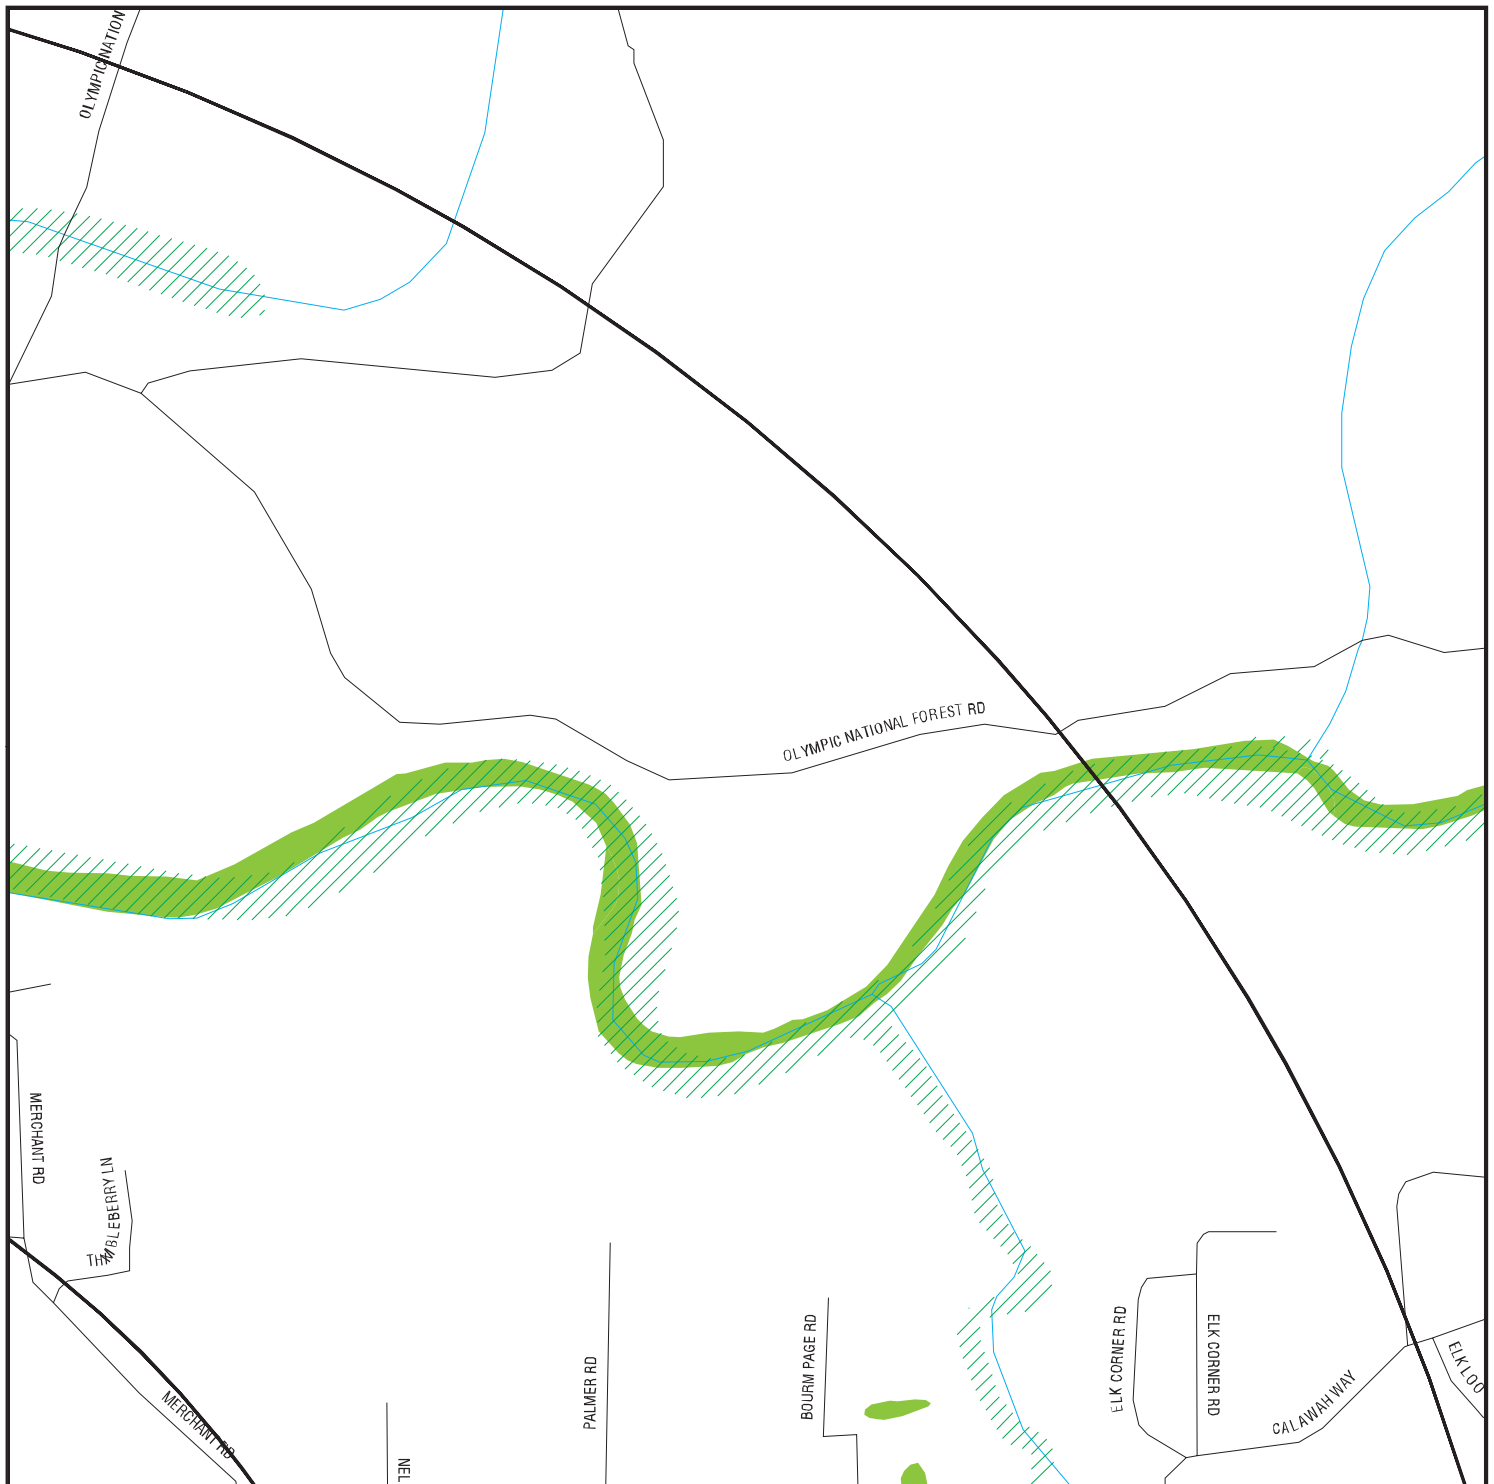 OLYMPIC NATION
OLYMPIC NATIONAL FOREST RD
MERCHANT RD
THIMBLEBERRY LN
MERCHANT RD
NEL
PALMER RD
BOURM PAGE RD
ELK CORNER RD
ELK CORNER RD
CALAWAH WAY
ELK LOO